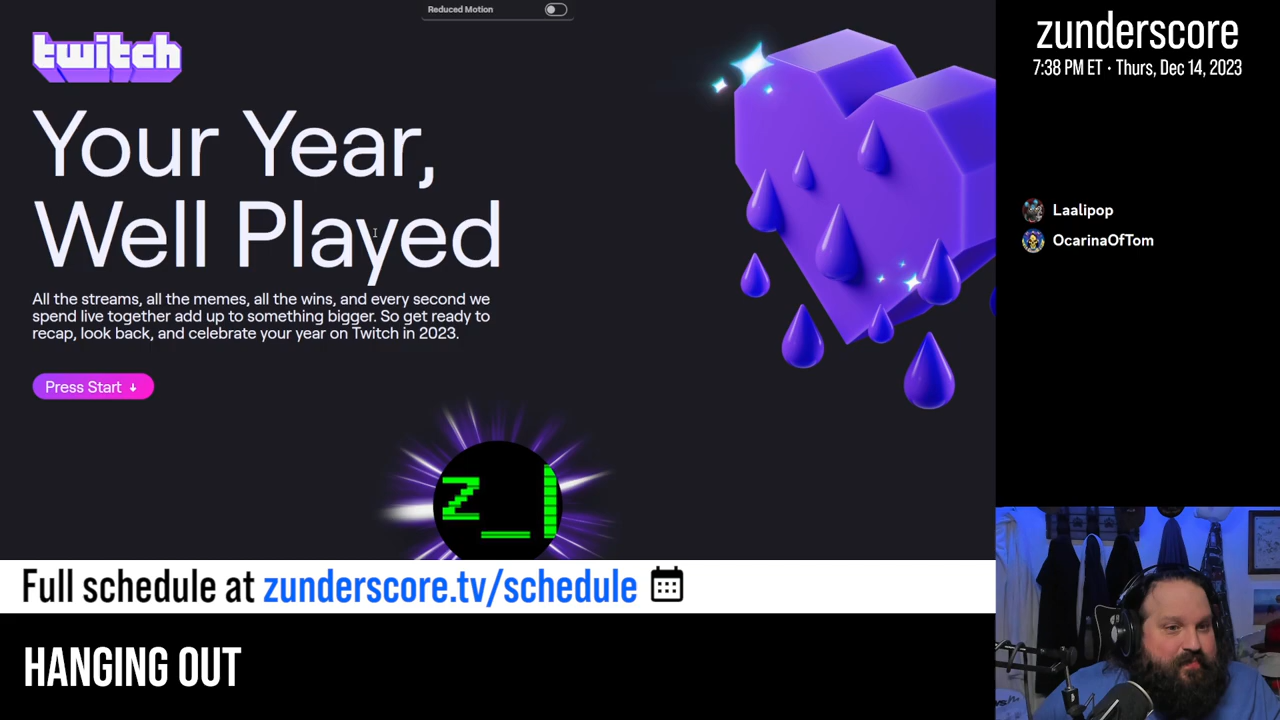 Reduced Motion
twitch
Your Year,
Well Played
All the streams, all the memes, all the wins, and every second we
spend live together add up to something bigger. So get ready to
recap, look back, and celebrate your year on Twitch in 2023.
Press Start ↓
z_|
Full schedule at zunderscore.tv/schedule
HANGING OUT
zunderscore
7:38 PM ET • Thurs, Dec 14, 2023
Laalipop
OcarinaOfTom